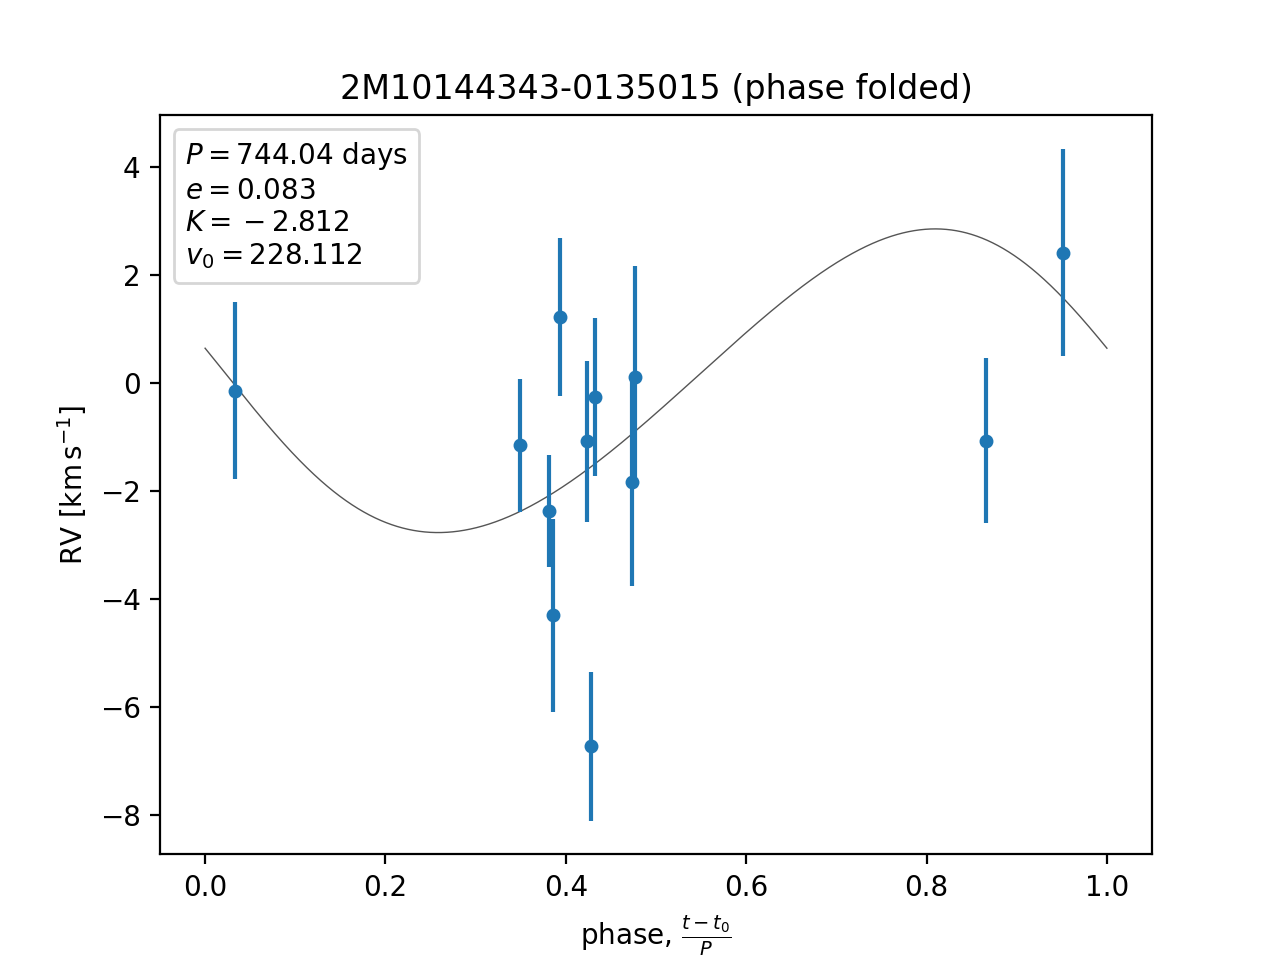 2M10144343-0135015 (phase folded)
P = 744.04 days
e = 0.083
K = −2.812
v₀ = 228.112
4
2
0
−2
−4
−6
−8
RV [km s⁻¹]
0.0 0.2 0.4 0.6 0.8 1.0
phase, (t − t₀)/P